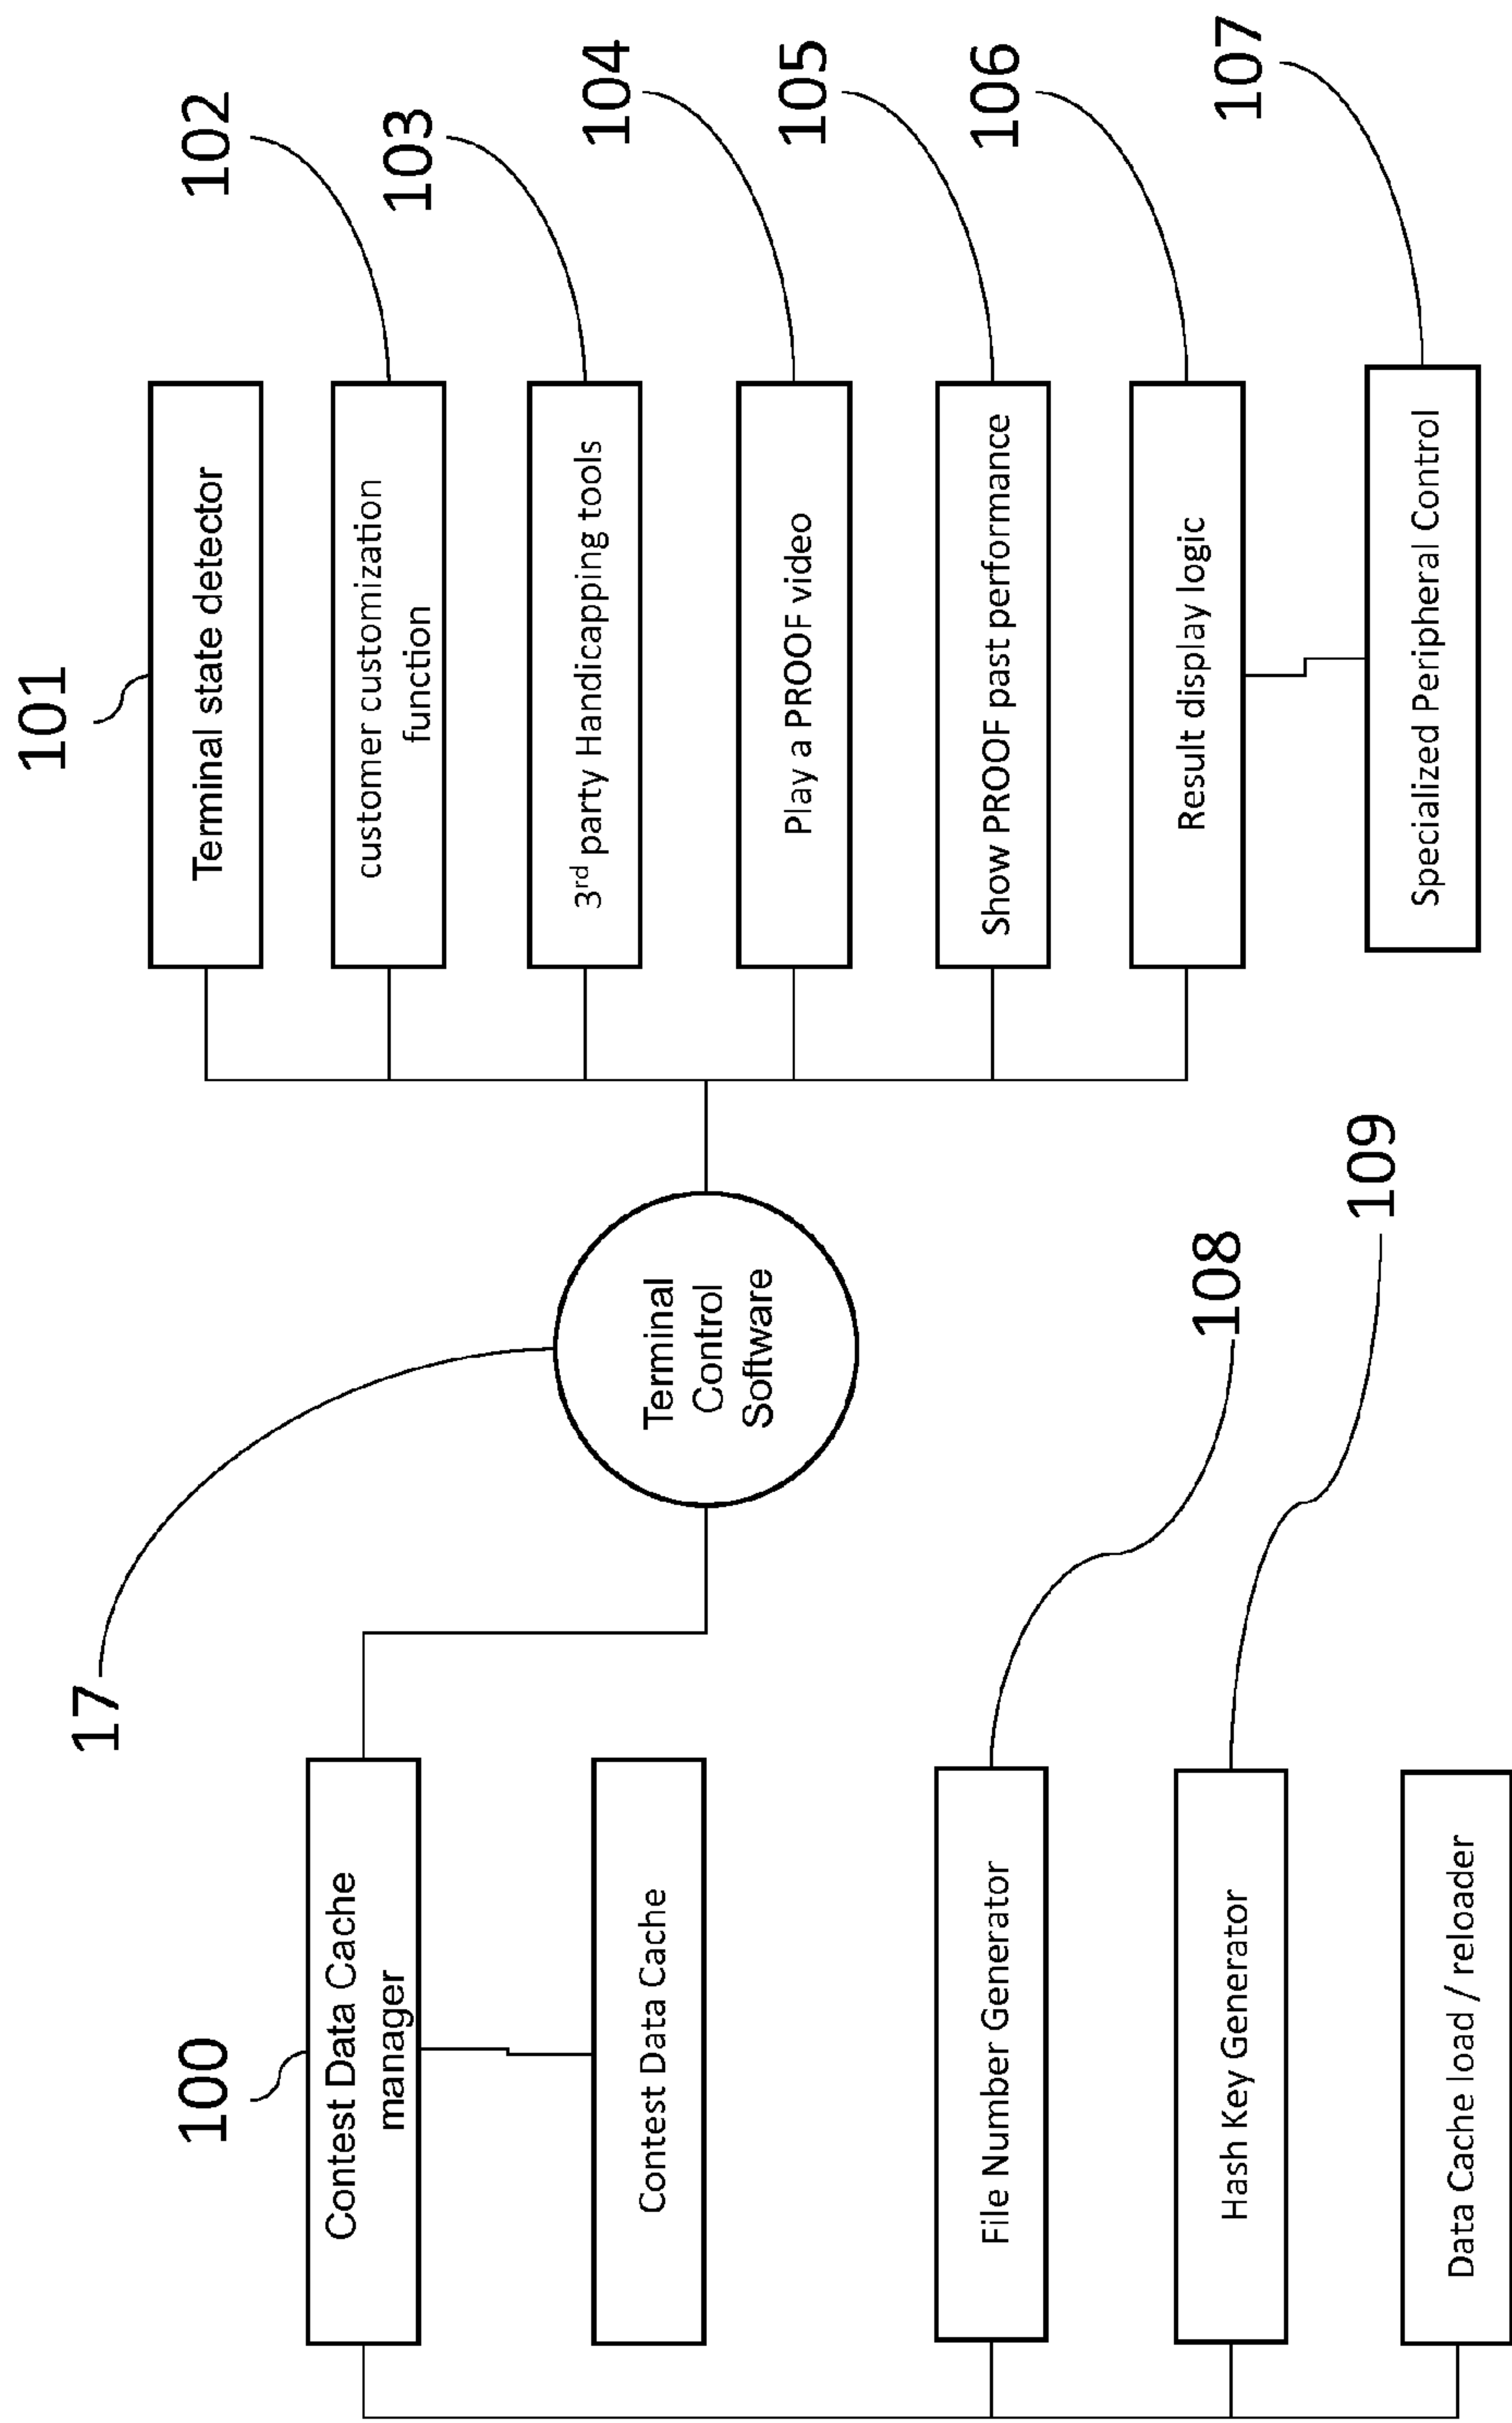 17
100
Contest Data Cache
manager
Contest Data Cache
File Number Generator
108
Hash Key Generator
109
Data Cache load / reloader
Terminal
Control
Software
101
Terminal state detector
102
customer customization
function
103
3rd party Handicapping tools
104
Play a PROOF video
105
Show PROOF past performance
106
Result display logic
107
Specialized Peripheral Control